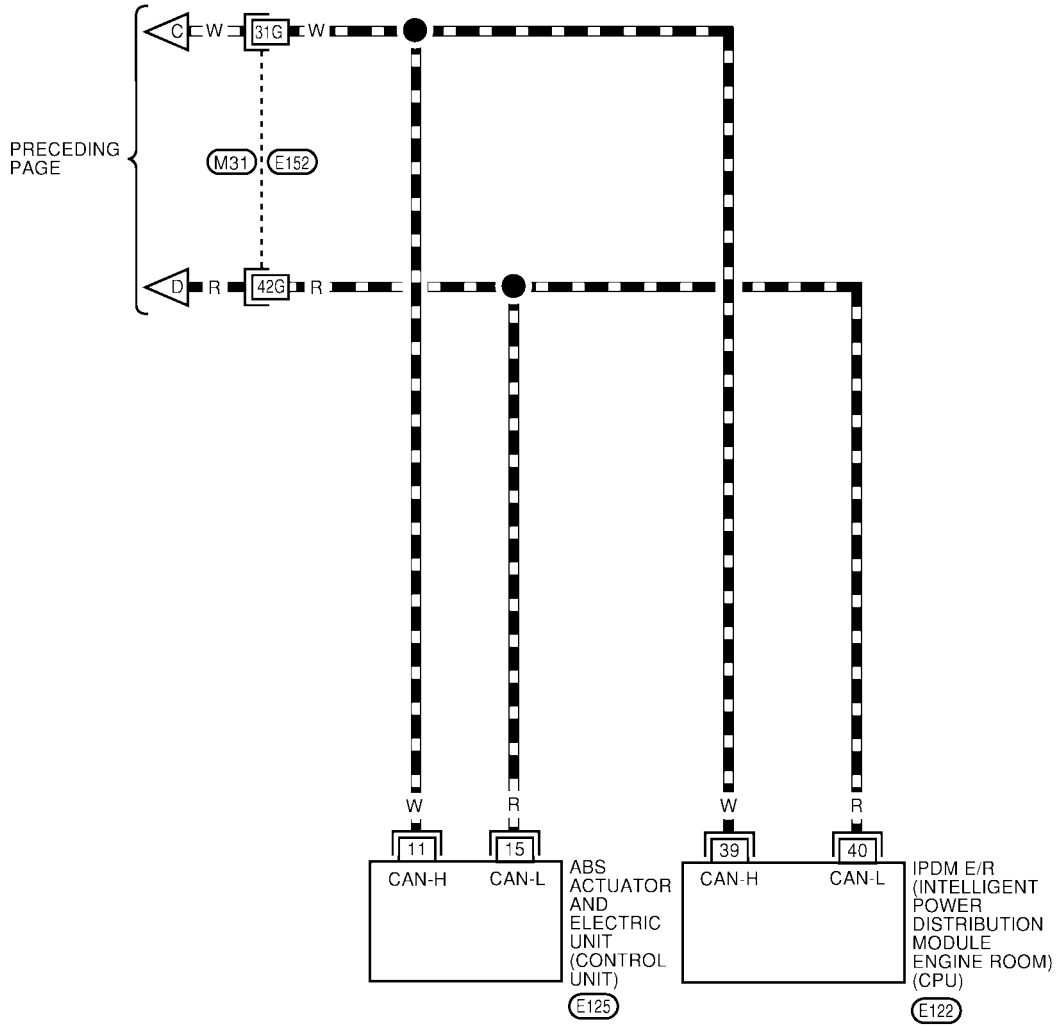 C W 31G W
PRECEDING
PAGE
M31 E152
D R 42G R
W R W R
11 15 39 40
CAN-H CAN-L
ABS
ACTUATOR
AND
ELECTRIC
UNIT
(CONTROL
UNIT)
E125
CAN-H CAN-L
IPDM E/R
(INTELLIGENT
POWER
DISTRIBUTION
MODULE
ENGINE ROOM)
(CPU)
E122